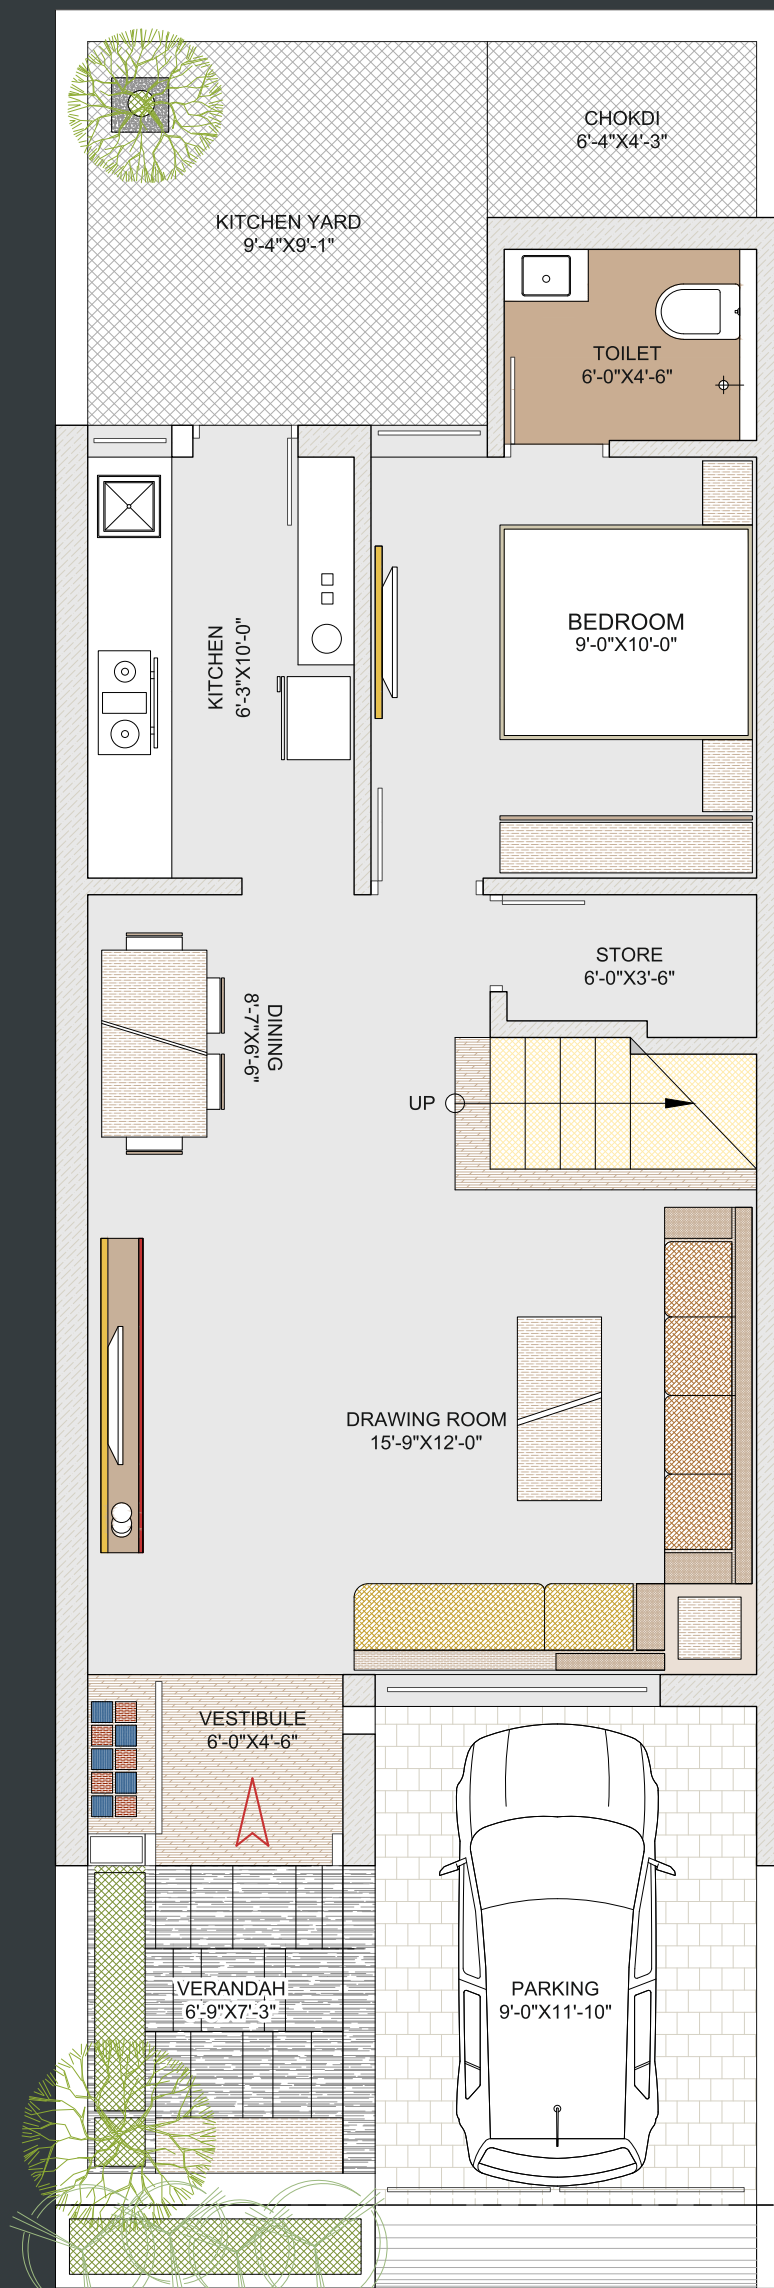 CHOKDI
6'-4"X4'-3"
KITCHEN YARD
9'-4"X9'-1"
TOILET
6'-0"X4'-6"
BEDROOM
9'-0"X10'-0"
KITCHEN
6'-3"X10'-0"
STORE
6'-0"X3'-6"
DINING
8'-7"X6'-6"
UP
DRAWING ROOM
15'-9"X12'-0"
VESTIBULE
6'-0"X4'-6"
VERANDAH
6'-9"X7'-3"
PARKING
9'-0"X11'-10"